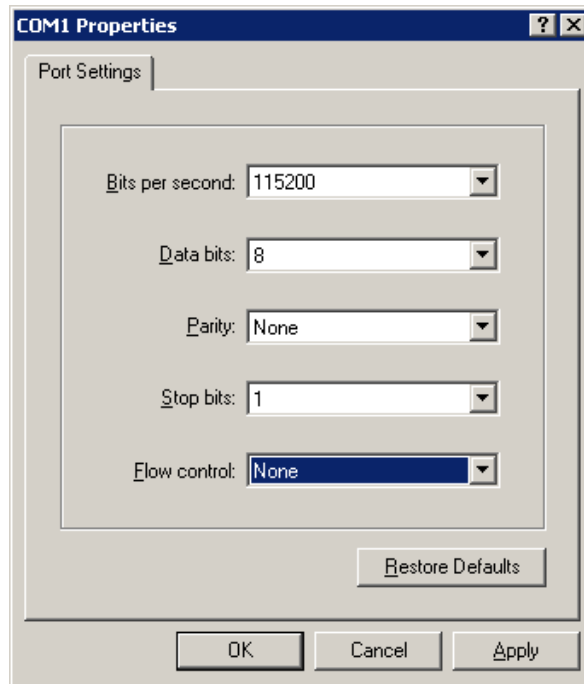 COM1 Properties
Port Settings
Bits per second: 115200
Data bits: 8
Parity: None
Stop bits: 1
Flow control: None
Restore Defaults
OK Cancel Apply